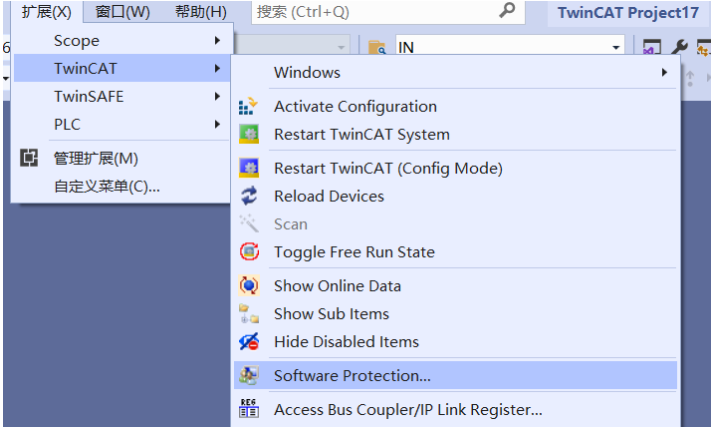 扩展(X) 窗口(W) 帮助(H) 搜索 (Ctrl+Q) TwinCAT Project17
6 Scope IN
TwinCAT
Windows
TwinSAFE
Activate Configuration
PLC
Restart TwinCAT System
管理扩展(M)
Restart TwinCAT (Config Mode)
自定义菜单(C)...
Reload Devices
Scan
Toggle Free Run State
Show Online Data
Show Sub Items
Hide Disabled Items
Software Protection...
REG
Access Bus Coupler/IP Link Register...